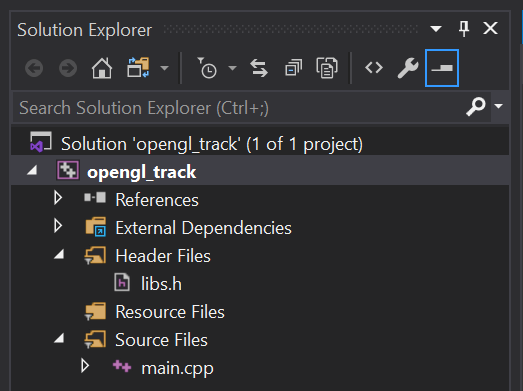 Solution Explorer
Search Solution Explorer (Ctrl+;)
Solution 'opengl_track' (1 of 1 project)
opengl_track
References
External Dependencies
Header Files
libs.h
Resource Files
Source Files
main.cpp